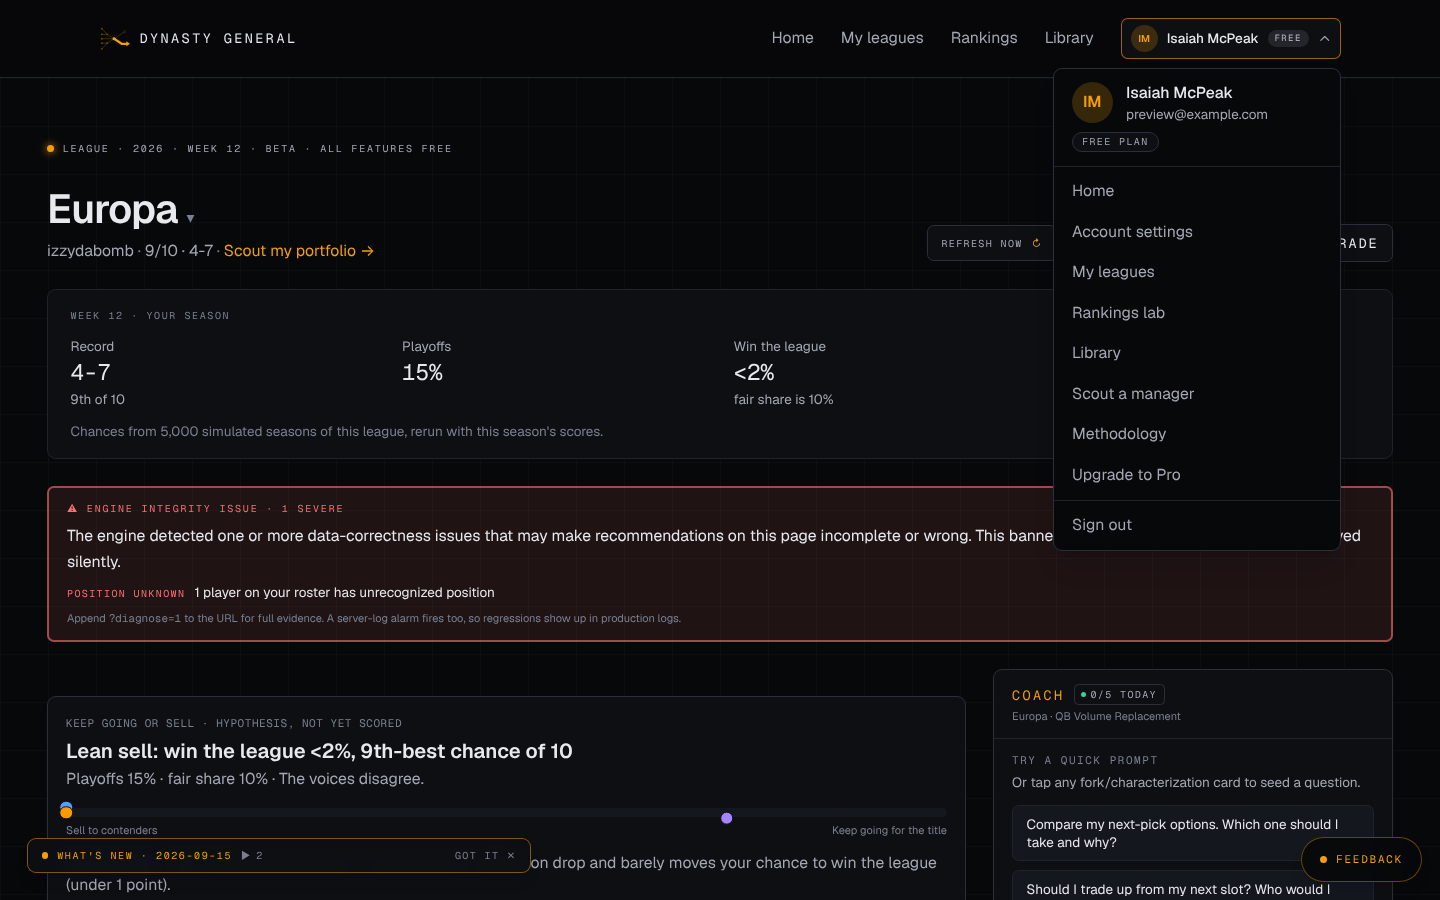 DYNASTY GENERAL
Home
My leagues
Rankings
Library
IM
Isaiah McPeak
FREE
IM
Isaiah McPeak
preview@example.com
FREE PLAN
Home
Account settings
My leagues
Rankings lab
Library
Scout a manager
Methodology
Upgrade to Pro
Sign out
LEAGUE · 2026 · WEEK 12 · BETA · ALL FEATURES FREE
Europa ▼
izzydabomb · 9/10 · 4-7 · Scout my portfolio →
REFRESH NOW ↻
RADE
WEEK 12 · YOUR SEASON
Record
4-7
9th of 10
Playoffs
15%
Win the league
<2%
fair share is 10%
Chances from 5,000 simulated seasons of this league, rerun with this season's scores.
⚠ ENGINE INTEGRITY ISSUE · 1 SEVERE
The engine detected one or more data-correctness issues that may make recommendations on this page incomplete or wrong. This banne
ved
silently.
POSITION UNKNOWN 1 player on your roster has unrecognized position
Append ?diagnose=1 to the URL for full evidence. A server-log alarm fires too, so regressions show up in production logs.
KEEP GOING OR SELL · HYPOTHESIS, NOT YET SCORED
Lean sell: win the league <2%, 9th-best chance of 10
Playoffs 15% · fair share 10% · The voices disagree.
Sell to contenders
Keep going for the title
on drop and barely moves your chance to win the league
(under 1 point).
WHAT'S NEW · 2026-09-15 ▶ 2
GOT IT ×
COACH
0/5 TODAY
Europa · QB Volume Replacement
TRY A QUICK PROMPT
Or tap any fork/characterization card to seed a question.
Compare my next-pick options. Which one should I
take and why?
Should I trade up from my next slot? Who would I
FEEDBACK